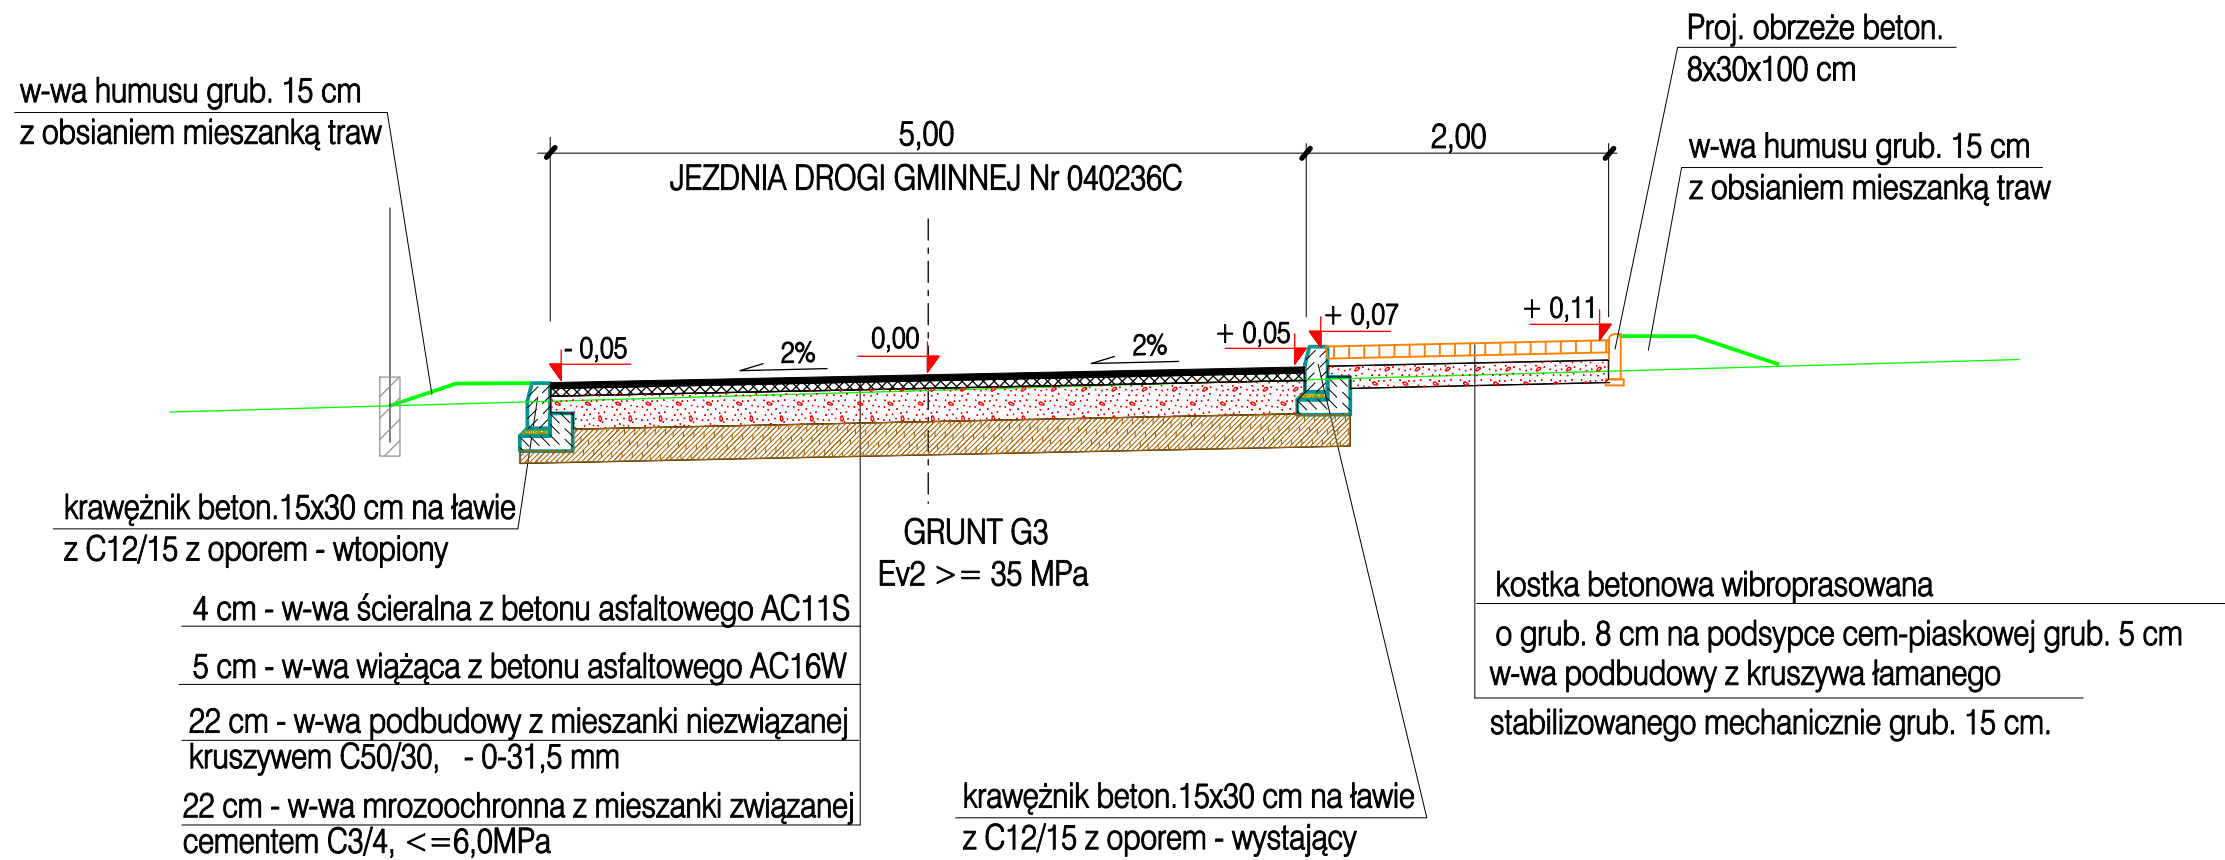 Proj. obrzeże beton.
8x30x100 cm
w-wa humusu grub. 15 cm
z obsianiem mieszanką traw
5,00
2,00
JEZDNIA DROGI GMINNEJ Nr 040236C
w-wa humusu grub. 15 cm
z obsianiem mieszanką traw
- 0,05
2%
0,00
2%
+ 0,05
+ 0,07
+ 0,11
krawężnik beton.15x30 cm na ławie
z C12/15 z oporem - wtopiony
GRUNT G3
Ev2 >= 35 MPa
4 cm - w-wa ścieralna z betonu asfaltowego AC11S
5 cm - w-wa wiążąca z betonu asfaltowego AC16W
22 cm - w-wa podbudowy z mieszanki niezwiązanej
kruszywem C50/30, - 0-31,5 mm
22 cm - w-wa mrozoochronna z mieszanki związanej
cementem C3/4, <=6,0MPa
kostka betonowa wibroprasowana
o grub. 8 cm na podsypce cem-piaskowej grub. 5 cm
w-wa podbudowy z kruszywa łamanego
stabilizowanego mechanicznie grub. 15 cm.
krawężnik beton.15x30 cm na ławie
z C12/15 z oporem - wystający